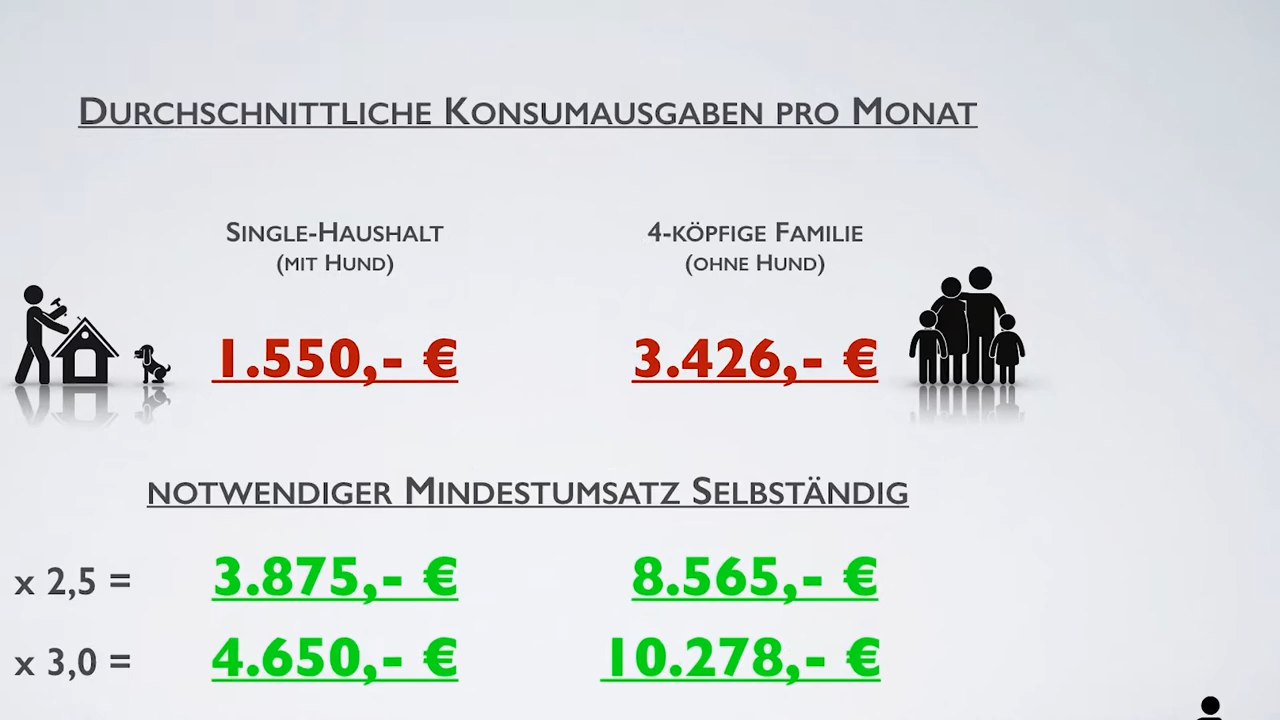 Durchschnittliche Konsumausgaben pro Monat
Single-Haushalt
(mit Hund)
4-köpfige Familie
(ohne Hund)
1.550,- €
3.426,- €
notwendiger Mindestumsatz Selbständig
x 2,5 = 3.875,- € 8.565,- €
x 3,0 = 4.650,- € 10.278,- €